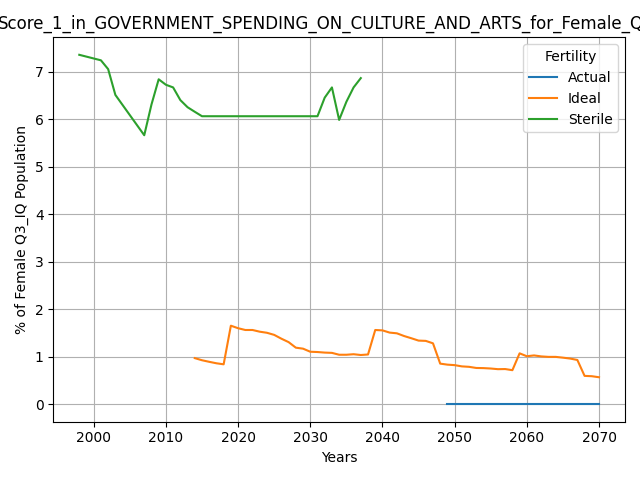 Score_1_in_GOVERNMENT_SPENDING_ON_CULTURE_AND_ARTS_for_Female_Q
Fertility
Actual
Ideal
Sterile
% of Female Q3_IQ Population
7
6
5
4
3
2
1
0
2000 2010 2020 2030 2040 2050 2060 2070
Years